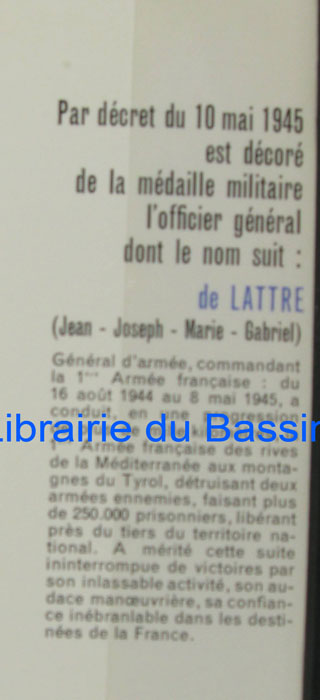 Par décret du 10 mai 1945
est décoré
de la médaille militaire
l'officier général
dont le nom suit :
de LATTRE
(Jean - Joseph - Marie - Gabriel)
Général d'armée, commandant
la 1re Armée française : du
16 août 1944 au 8 mai 1945, a
conduit, en une progression
Librairie du Bassin
1re Armée française des rives
de la Méditerranée aux monta-
gnes du Tyrol, détruisant deux
armées ennemies, faisant plus
de 250.000 prisonniers, libérant
près du tiers du territoire na-
tional. A mérité cette suite
ininterrompue de victoires par
son inlassable activité, son au-
dace manœuvrière, sa confian-
ce inébranlable dans les desti-
nées de la France.